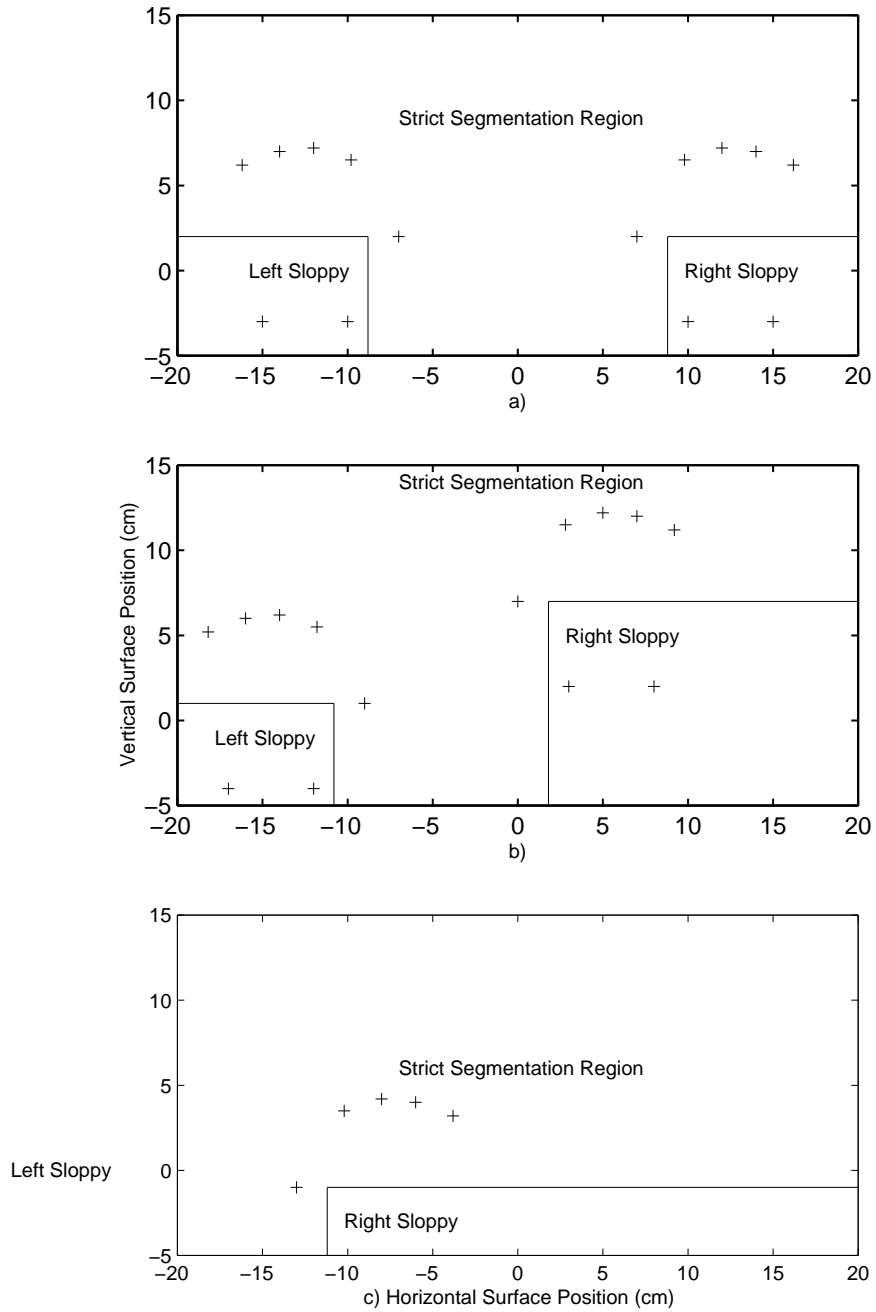 15
10
Strict Segmentation Region
5
0
Left Sloppy
Right Sloppy
−5
−20 −15 −10 −5 0 5 10 15 20
a)
15
Strict Segmentation Region
10
5
Right Sloppy
0
Left Sloppy
−5
Vertical Surface Position (cm)
−20 −15 −10 −5 0 5 10 15 20
b)
15
10
Strict Segmentation Region
5
Left Sloppy
0
Right Sloppy
−5
−20 −15 −10 −5 0 5 10 15 20
c) Horizontal Surface Position (cm)